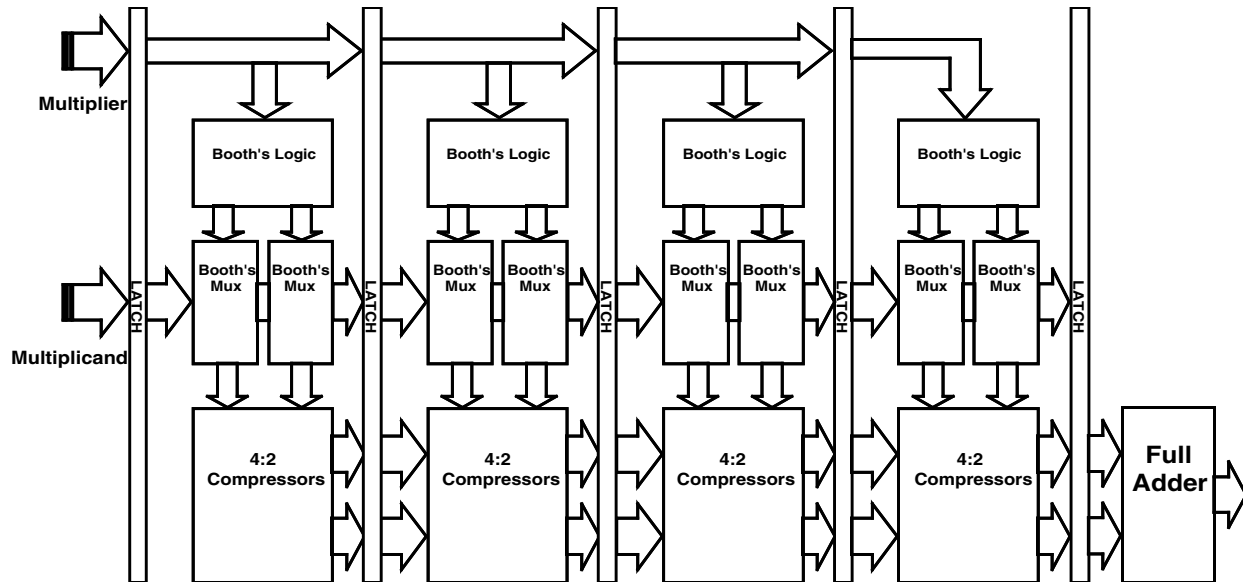 Multiplier
Booth's Logic
Booth's Logic
Booth's Logic
Booth's Logic
Booth's
Mux
Booth's
Mux
Booth's
Mux
Booth's
Mux
Booth's
Mux
Booth's
Mux
Booth's
Mux
Booth's
Mux
LATCH
LATCH
LATCH
LATCH
LATCH
Multiplicand
4:2
Compressors
4:2
Compressors
4:2
Compressors
4:2
Compressors
Full
Adder